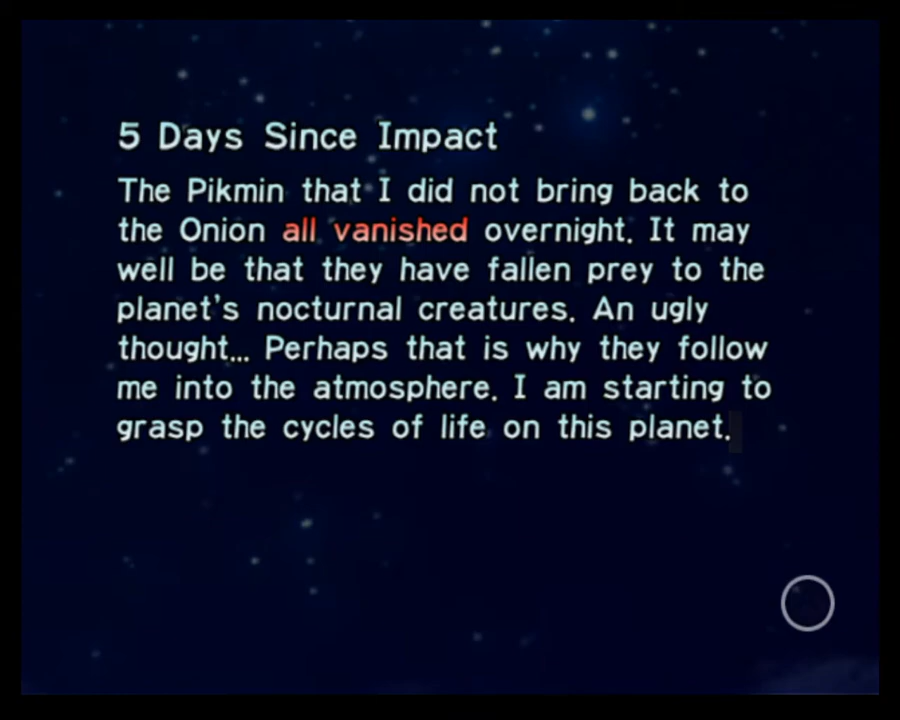 5 Days Since Impact
The Pikmin that I did not bring back to
the Onion all vanished overnight. It may
well be that they have fallen prey to the
planet's nocturnal creatures. An ugly
thought... Perhaps that is why they follow
me into the atmosphere. I am starting to
grasp the cycles of life on this planet.